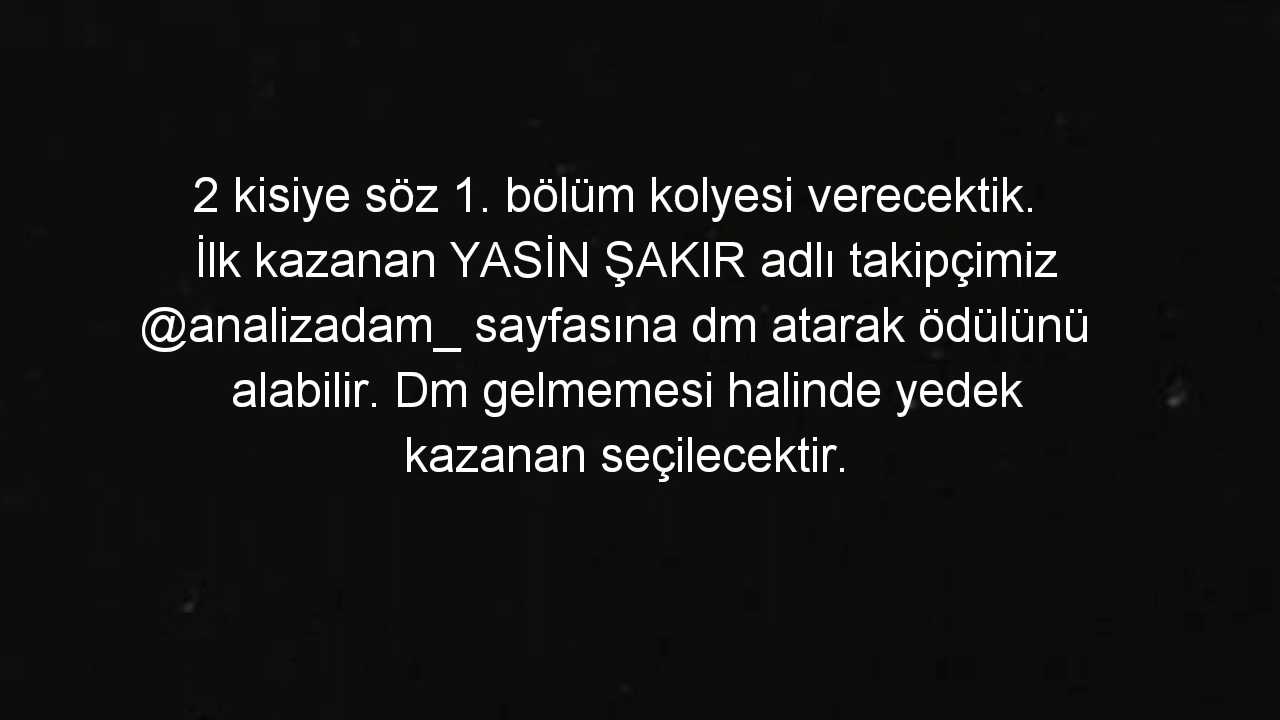 2 kisiye söz 1. bölüm kolyesi verecektik.
İlk kazanan YASİN ŞAKIR adlı takipçimiz
@analizadam_ sayfasına dm atarak ödülünü
alabilir. Dm gelmemesi halinde yedek
kazanan seçilecektir.